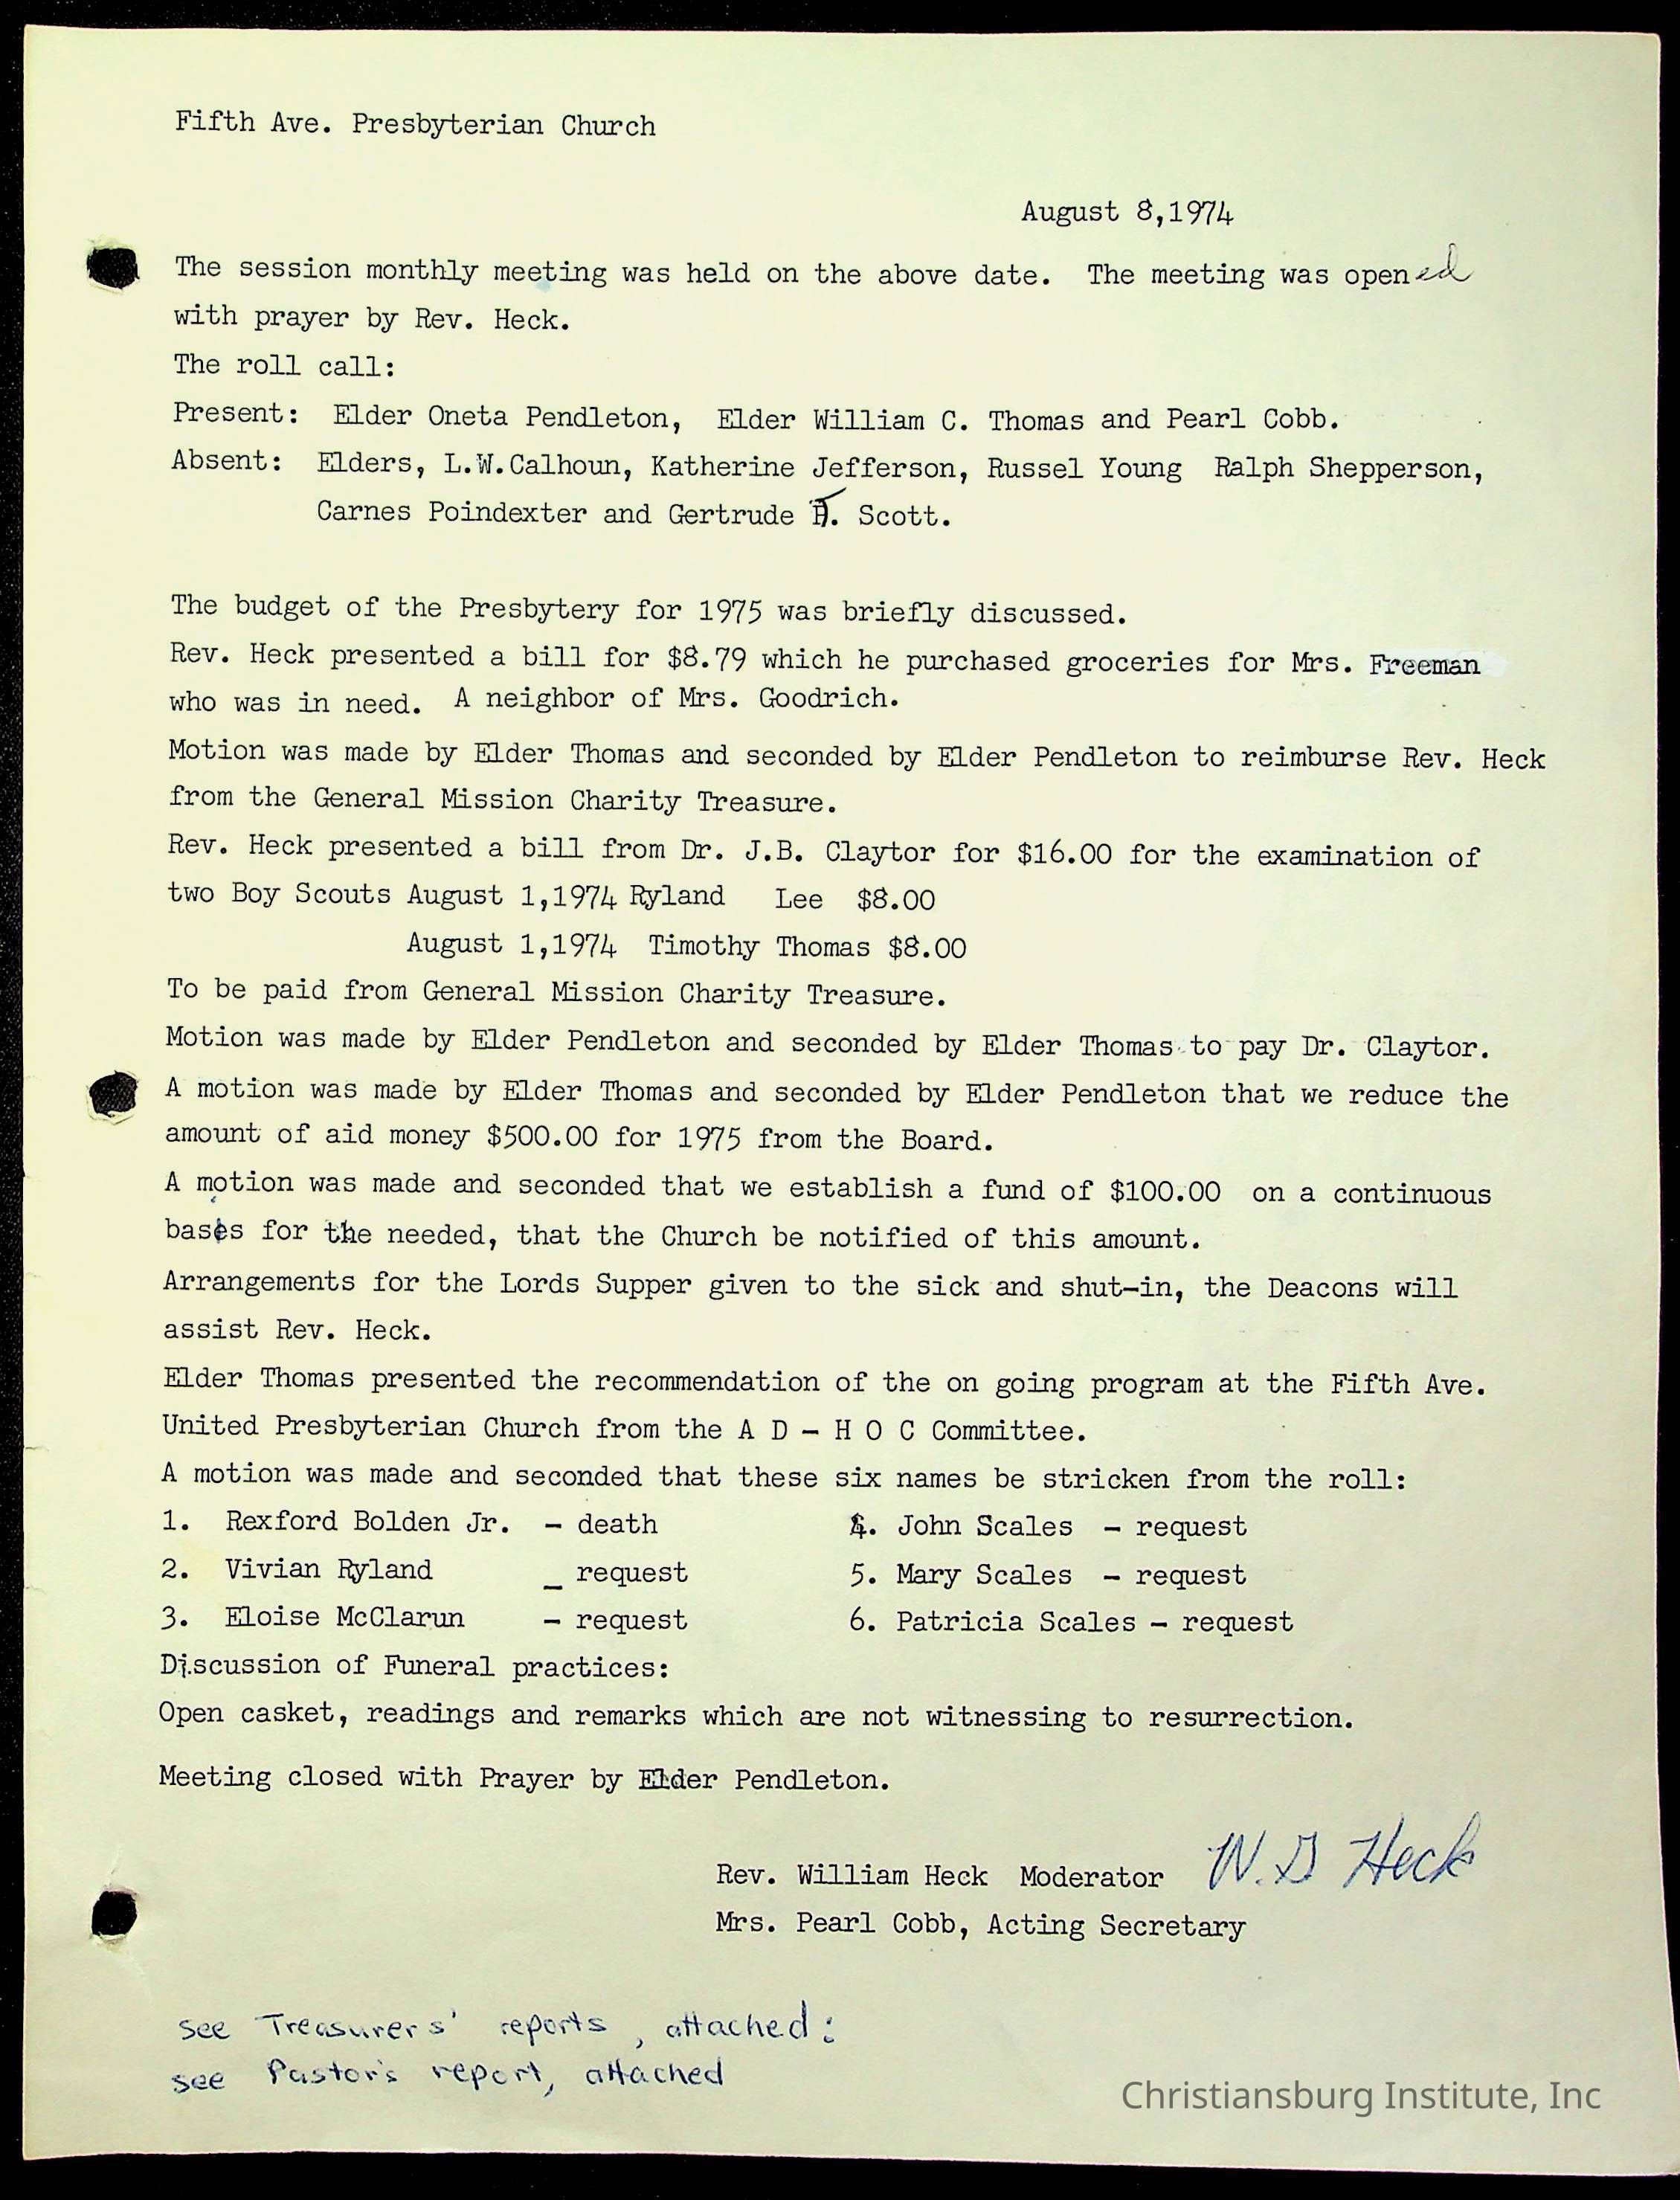 Fifth Ave. Presbyterian Church
August 8,1974
The session monthly meeting was held on the above date. The meeting was opened
with prayer by Rev. Heck.
The roll call:
Present: Elder Oneta Pendleton, Elder William C. Thomas and Pearl Cobb.
Absent: Elders, L.W.Calhoun, Katherine Jefferson, Russel Young Ralph Shepperson,
Carnes Poindexter and Gertrude Scott.
The budget of the Presbytery for 1975 was briefly discussed.
Rev. Heck presented a bill for $8.79 which he purchased groceries for Mrs. Freeman
who was in need. A neighbor of Mrs. Goodrich.
Motion was made by Elder Thomas and seconded by Elder Pendleton to reimburse Rev. Heck
from the General Mission Charity Treasure.
Rev. Heck presented a bill from Dr. J.B. Claytor for $16.00 for the examination of
two Boy Scouts August 1,1974 Ryland Lee $8.00
August 1,1974 Timothy Thomas $8.00
To be paid from General Mission Charity Treasure.
Motion was made by Elder Pendleton and seconded by Elder Thomas to pay Dr. Claytor.
A motion was made by Elder Thomas and seconded by Elder Pendleton that we reduce the
amount of aid money $500.00 for 1975 from the Board.
A motion was made and seconded that we establish a fund of $100.00 on a continuous
basis for the needed, that the Church be notified of this amount.
Arrangements for the Lords Supper given to the sick and shut-in, the Deacons will
assist Rev. Heck.
Elder Thomas presented the recommendation of the on going program at the Fifth Ave.
United Presbyterian Church from the A D - H O C Committee.
A motion was made and seconded that these six names be stricken from the roll:
1. Rexford Bolden Jr. - death 4. John Scales - request
2. Vivian Ryland _ request 5. Mary Scales - request
3. Eloise McClarun - request 6. Patricia Scales - request
Discussion of Funeral practices:
Open casket, readings and remarks which are not witnessing to resurrection.
Meeting closed with Prayer by Elder Pendleton.
Rev. William Heck Moderator W. G Heck
Mrs. Pearl Cobb, Acting Secretary
see Treasurers' reports, attached:
see Pastor's report, attached
Christiansburg Institute, Inc